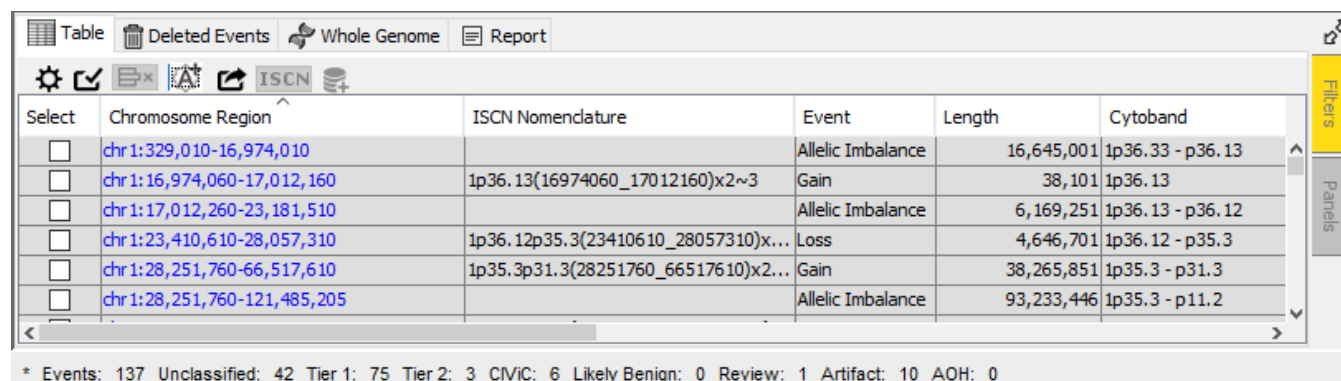 Table Deleted Events Whole Genome Report
ISCN
Select Chromosome Region ISCN Nomenclature Event Length Cytoband
chr1:329,010-16,974,010 Allelic Imbalance 16,645,001 1p36.33 - p36.13
chr1:16,974,060-17,012,160 1p36.13(16974060_17012160)x2~3 Gain 38,101 1p36.13
chr1:17,012,260-23,181,510 Allelic Imbalance 6,169,251 1p36.13 - p36.12
chr1:23,410,610-28,057,310 1p36.12p35.3(23410610_28057310)x... Loss 4,646,701 1p36.12 - p35.3
chr1:28,251,760-66,517,610 1p35.3p31.3(28251760_66517610)x2... Gain 38,265,851 1p35.3 - p31.3
chr1:28,251,760-121,485,205 Allelic Imbalance 93,233,446 1p35.3 - p11.2
Filters
Panels
* Events: 137 Unclassified: 42 Tier 1: 75 Tier 2: 3 CIViC: 6 Likely Benign: 0 Review: 1 Artifact: 10 AOH: 0